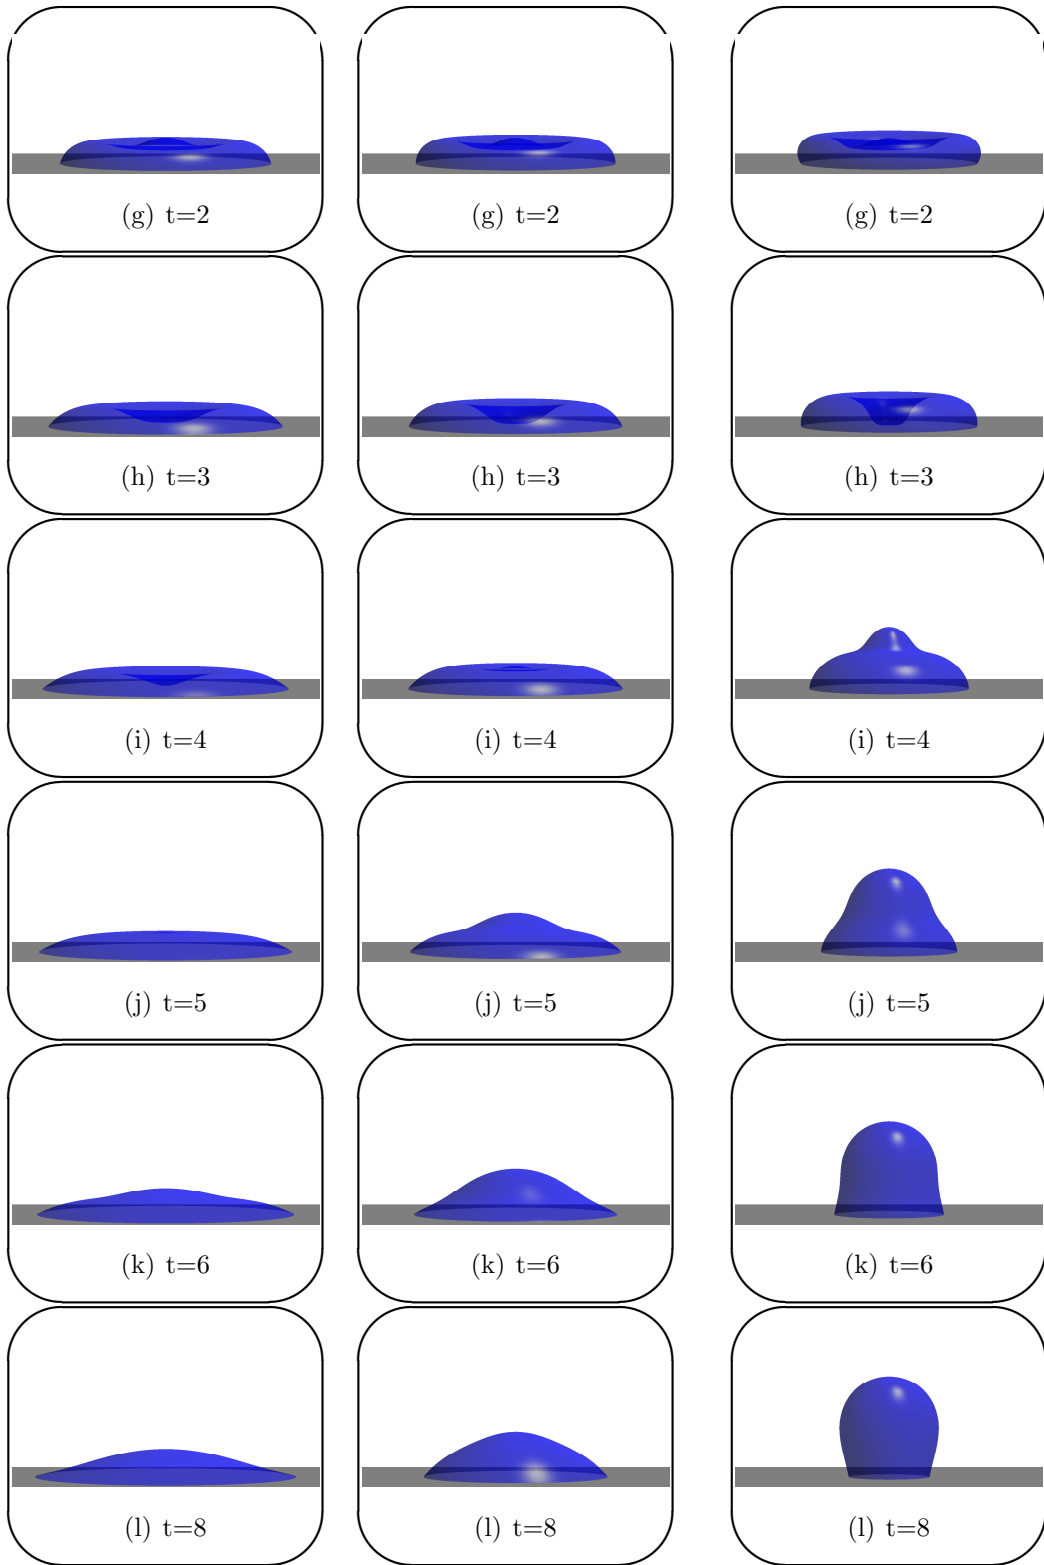 (g) t=2 (g) t=2 (g) t=2
(h) t=3 (h) t=3 (h) t=3
(i) t=4 (i) t=4 (i) t=4
(j) t=5 (j) t=5 (j) t=5
(k) t=6 (k) t=6 (k) t=6
(l) t=8 (l) t=8 (l) t=8